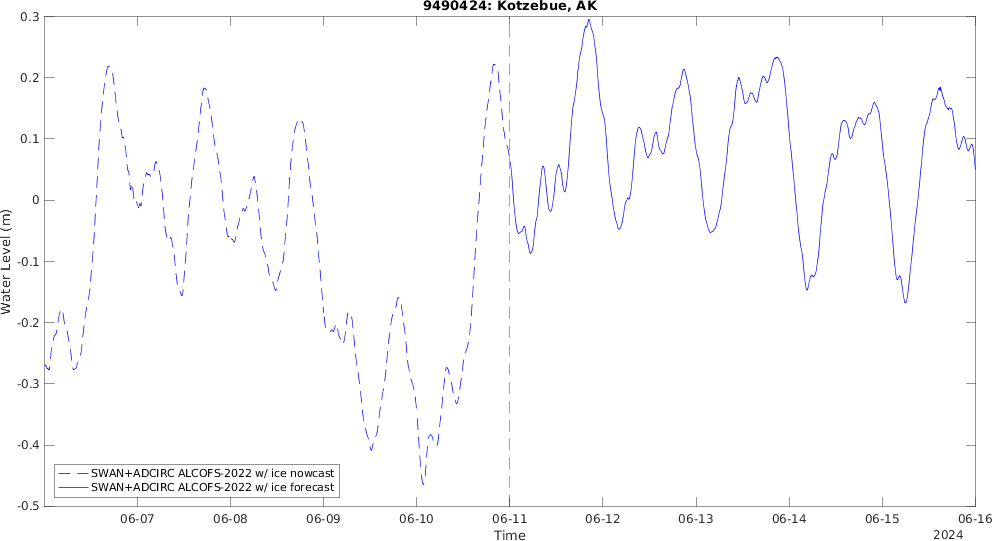 9490424: Kotzebue, AK
0.3
0.2
0.1
0
-0.1
-0.2
-0.3
-0.4
-0.5
Water Level (m)
SWAN+ADCIRC ALCOFS-2022 w/ ice nowcast
SWAN+ADCIRC ALCOFS-2022 w/ ice forecast
06-07 06-08 06-09 06-10 06-11 06-12 06-13 06-14 06-15 06-16
Time
2024